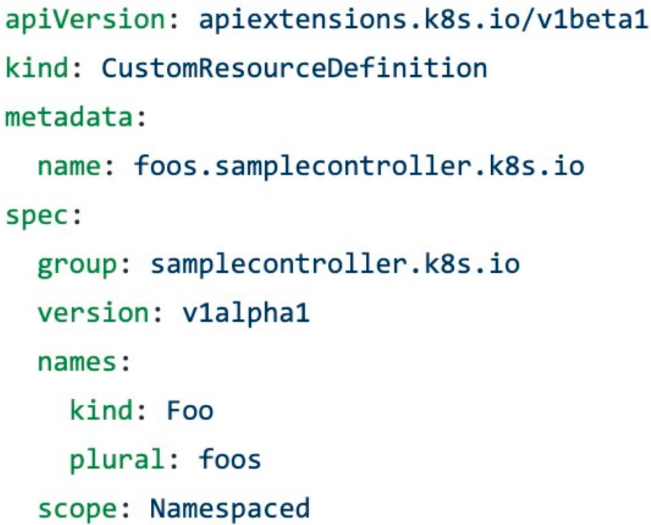 apiVersion: apiextensions.k8s.io/v1beta1
kind: CustomResourceDefinition
metadata:
  name: foos.samplecontroller.k8s.io
spec:
  group: samplecontroller.k8s.io
  version: v1alpha1
  names:
    kind: Foo
    plural: foos
  scope: Namespaced